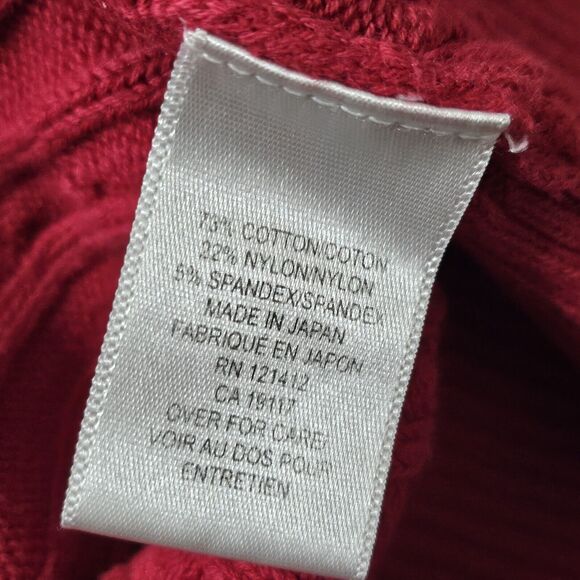 73% COTTON/COTON
22% NYLON/NYLON
5% SPANDEX/SPANDEX
MADE IN JAPAN
FABRIQUÉ EN JAPON
RN 121412
CA 19117
OVER FOR CARE/
VOIR AU DOS POUR
ENTRETIEN